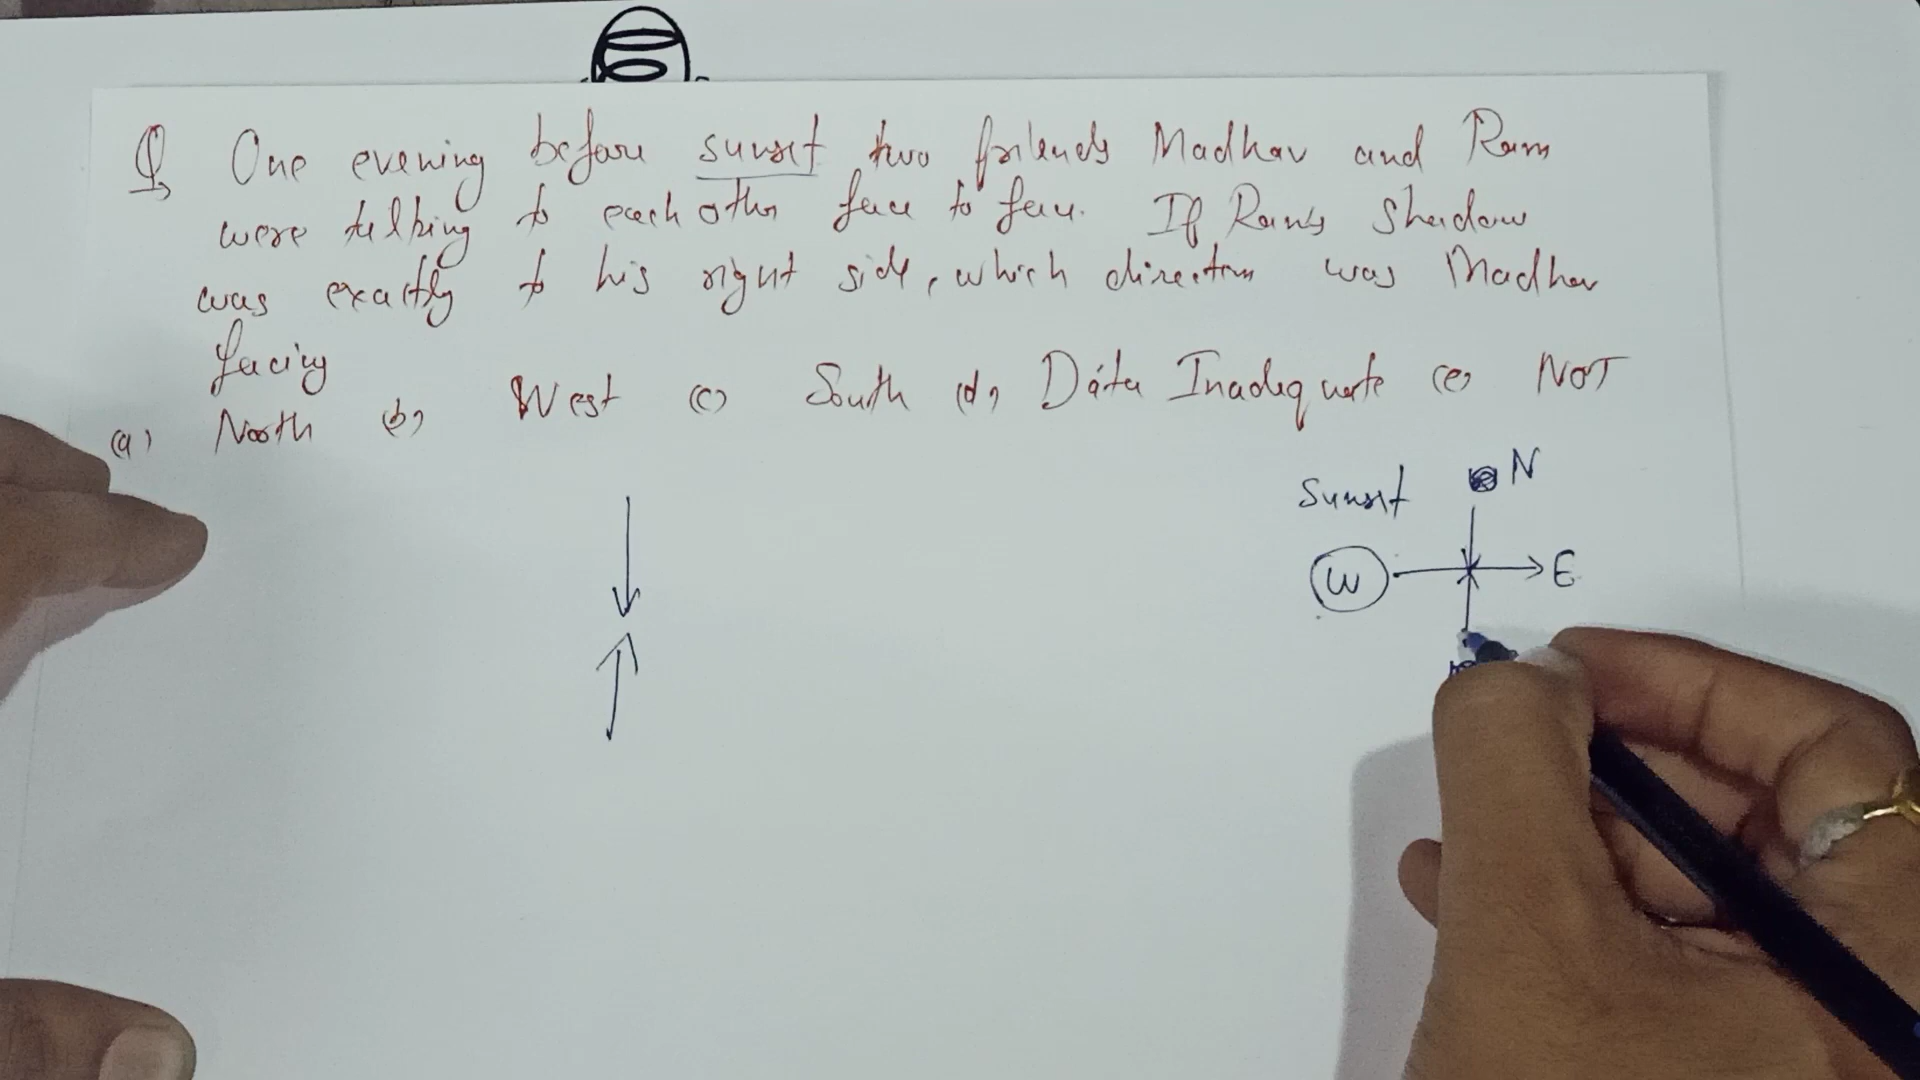 Q, One evening before sunset two friends Madhav and Ram
were talking to each other face to face. If Ram's Shadow
was exactly to his right side, which direction was Madhav
facing
(a) North (b) West (c) South (d) Data Inadequate (e) NOT
Sunset N
W E